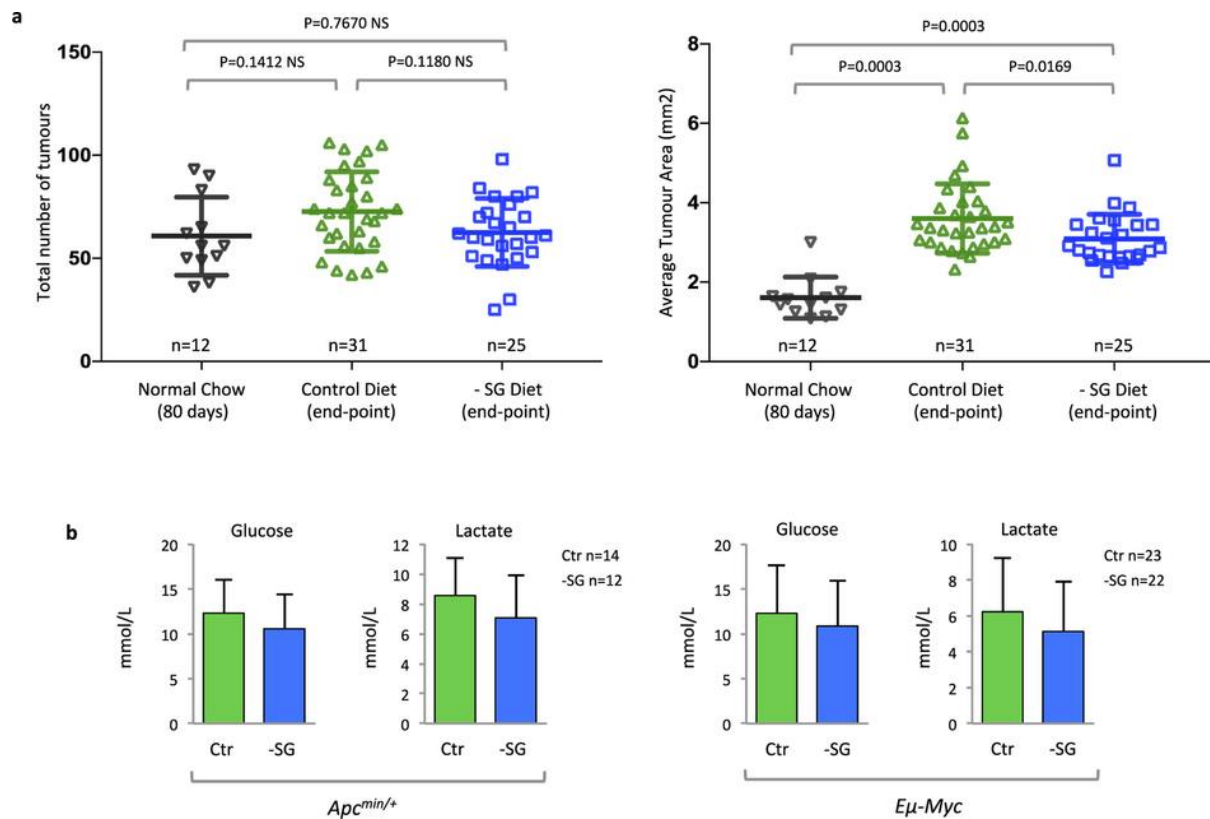 a
P=0.7670 NS
P=0.1412 NS
P=0.1180 NS
150
100
50
0
Total number of tumours
n=12
n=31
n=25
Normal Chow
(80 days)
Control Diet
(end-point)
- SG Diet
(end-point)
P=0.0003
P=0.0003
P=0.0169
8
6
4
2
0
Average Tumour Area (mm2)
n=12
n=31
n=25
Normal Chow
(80 days)
Control Diet
(end-point)
- SG Diet
(end-point)
b
Glucose
20
15
10
5
0
mmol/L
Ctr
-SG
Lactate
12
10
8
6
4
2
0
mmol/L
Ctr
-SG
Ctr n=14
-SG n=12
Apcmin/+
Glucose
20
15
10
5
0
mmol/L
Ctr
-SG
Lactate
10
8
6
4
2
0
mmol/L
Ctr
-SG
Ctr n=23
-SG n=22
Eμ-Myc